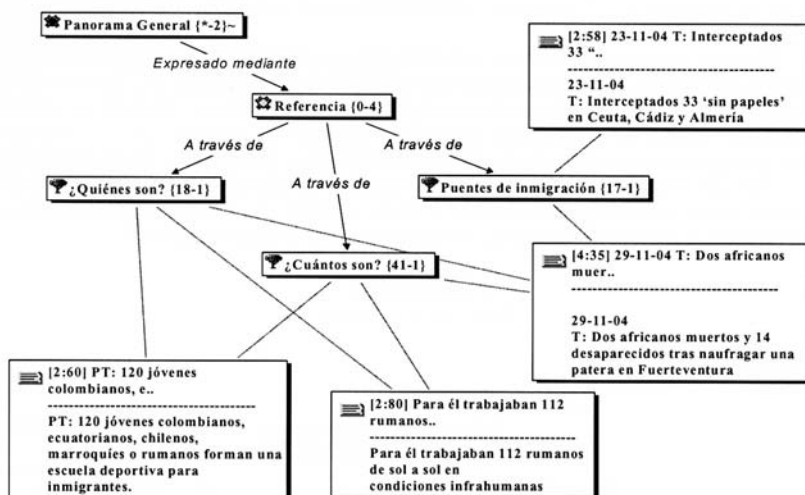 Panorama General {*-2}~
[2:58] 23-11-04 T: Interceptados
33 “..
--------------------------------------------
23-11-04
T: Interceptados 33 ‘sin papeles’
en Ceuta, Cádiz y Almería
Expresado mediante
Referencia {0-4}
A través de
A través de
A través de
¿Quiénes son? {18-1}
Puentes de inmigración {17-1}
¿Cuántos son? {41-1}
[4:35] 29-11-04 T: Dos africanos
muer..
--------------------------------------------
29-11-04
T: Dos africanos muertos y 14
desaparecidos tras naufragar una
patera en Fuerteventura
[2:60] PT: 120 jóvenes
colombianos, e..
--------------------------------------------
PT: 120 jóvenes colombianos,
ecuatorianos, chilenos,
marroquíes o rumanos forman una
escuela deportiva para
inmigrantes.
[2:80] Para él trabajaban 112
rumanos..
--------------------------------------------
Para él trabajaban 112 rumanos
de sol a sol en
condiciones infrahumanas